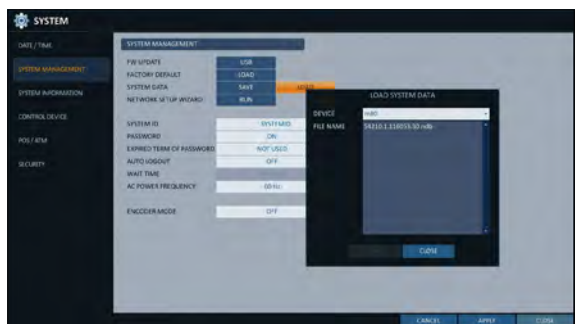 SYSTEM
DATE / TIME
SYSTEM MANAGEMENT
SYSTEM INFORMATION
CONTROL DEVICE
POS / ATM
SECURITY
SYSTEM MANAGEMENT
FW UPDATE USB
FACTORY DEFAULT LOAD
SYSTEM DATA SAVE
NETWORK SETUP WIZARD RUN
SYSTEM ID SYSTEMID
PASSWORD ON
EXPIRED TERM OF PASSWORD NOT USED
AUTO LOGOUT OFF
WAIT TIME
AC POWER FREQUENCY 60 Hz
ENCODER MODE OFF
LOAD SYSTEM DATA
DEVICE
FILE NAME
CLOSE
CANCEL APPLY CLOSE